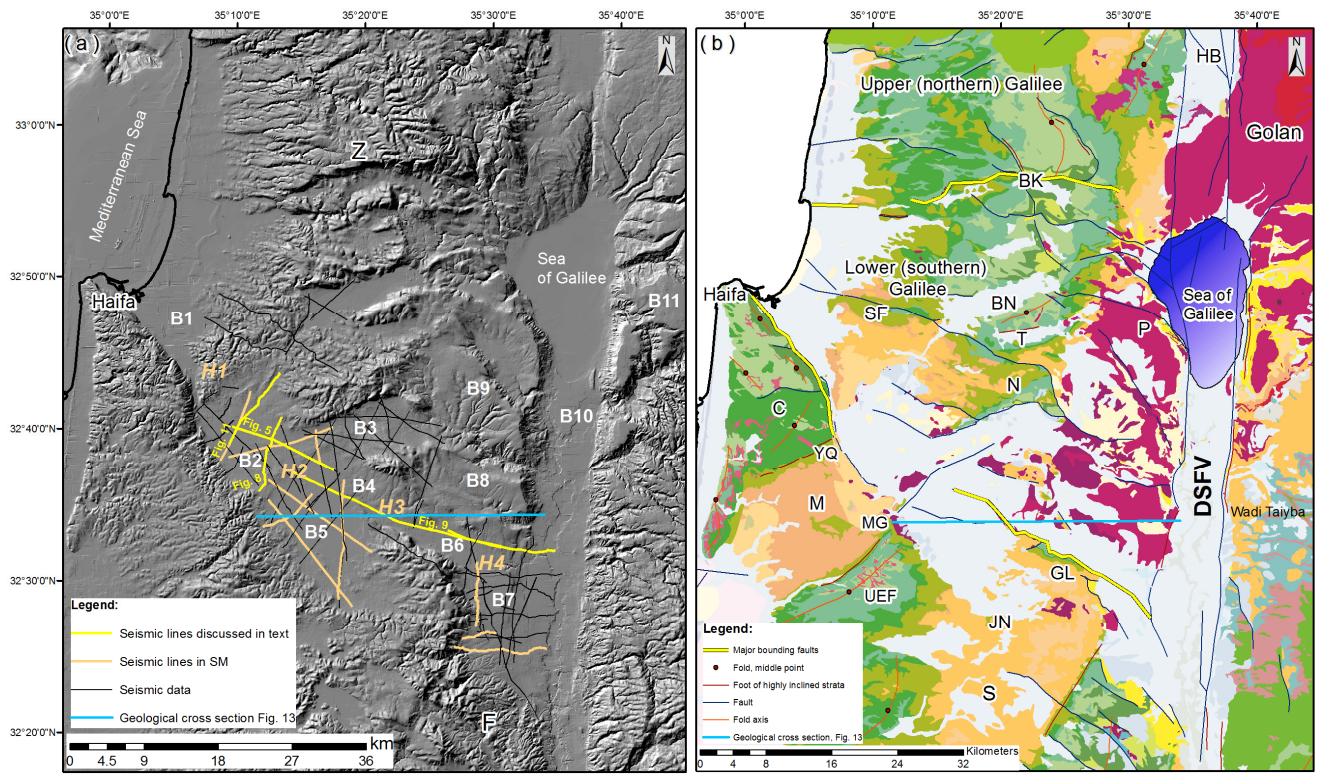 35°0'0"E 35°10'0"E 35°20'0"E 35°30'0"E 35°40'0"E
(a)
N
Mediterranean Sea
33°0'0"N
Z
32°50'0"N
Sea
of Galilee
Haifa
B11
B1
H1
B9
B10
32°40'0"N
Fig. 5
B3
B2
H2
Fig. 8
B4
B8
H3
Fig. 9
B5
B6
H4
32°30'0"N
B7
Legend:
Seismic lines discussed in text
Seismic lines in SM
Seismic data
Geological cross section Fig. 13
F
32°20'0"N
km
0 4.5 9 18 27 36
35°0'0"E 35°10'0"E 35°20'0"E 35°30'0"E 35°40'0"E
(b)
HB
N
Upper (northern) Galilee
Golan
BK
Lower (southern)
Galilee
Haifa
BN
Sea of
Galilee
SF
P
T
N
C
YQ
DSFV
M
Wadi Taiyba
MG
GL
UEF
JN
S
Legend:
Major bounding faults
Fold, middle point
Foot of highly inclined strata
Fault
Fold axis
Geological cross section, Fig. 13
Kilometers
0 4 8 16 24 32